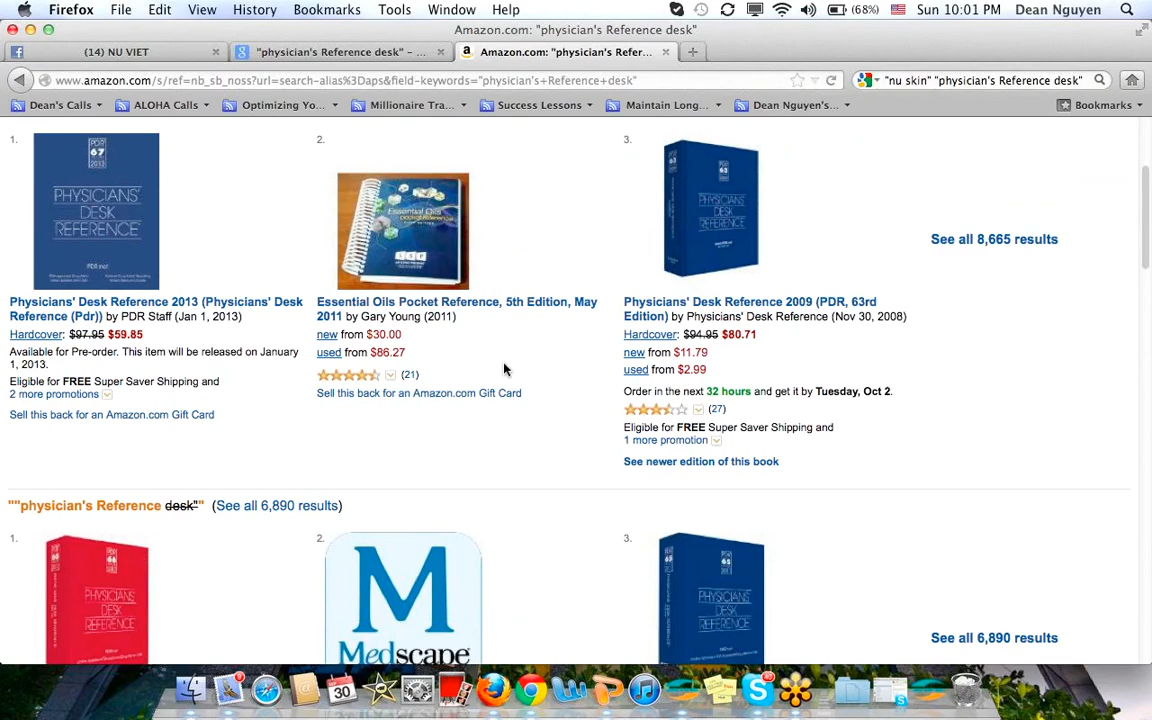 Firefox File Edit View History Bookmarks Tools Window Help (68%) Sun 10:01 PM Dean Nguyen
Amazon.com: "physician's Reference desk"
(14) NU VIET "physician's Reference desk" – ... Amazon.com: "physician's Refer...
www.amazon.com/s/ref=nb_sb_noss?url=search-alias%3Daps&field-keywords="physician's+Reference+desk" "nu skin" "physician's Reference desk"
Dean's Calls ALOHA Calls Optimizing Yo... Millionaire Tra... Success Lessons Maintain Long... Dean Nguyen's... Bookmarks
1. 2. 3.
PDR
67
2013
PHYSICIANS'
DESK
REFERENCE
Essential Oils
pocket Reference
PDR
63
PHYSICIANS'
DESK
REFERENCE
See all 8,665 results
Physicians' Desk Reference 2013 (Physicians' Desk
Reference (Pdr)) by PDR Staff (Jan 1, 2013)
Hardcover: $97.95 $59.85
Available for Pre-order. This item will be released on January
1, 2013.
Eligible for FREE Super Saver Shipping and
2 more promotions
Sell this back for an Amazon.com Gift Card
Essential Oils Pocket Reference, 5th Edition, May
2011 by Gary Young (2011)
new from $30.00
used from $86.27
(21)
Sell this back for an Amazon.com Gift Card
Physicians' Desk Reference 2009 (PDR, 63rd
Edition) by Physicians' Desk Reference (Nov 30, 2008)
Hardcover: $94.95 $80.71
new from $11.79
used from $2.99
Order in the next 32 hours and get it by Tuesday, Oct 2.
(27)
Eligible for FREE Super Saver Shipping and
1 more promotion
See newer edition of this book
""physician's Reference desk"" (See all 6,890 results)
1. 2. 3.
PHYSICIANS'
DESK
REFERENCE
M
Medscape
PHYSICIANS'
DESK
REFERENCE
See all 6,890 results
30